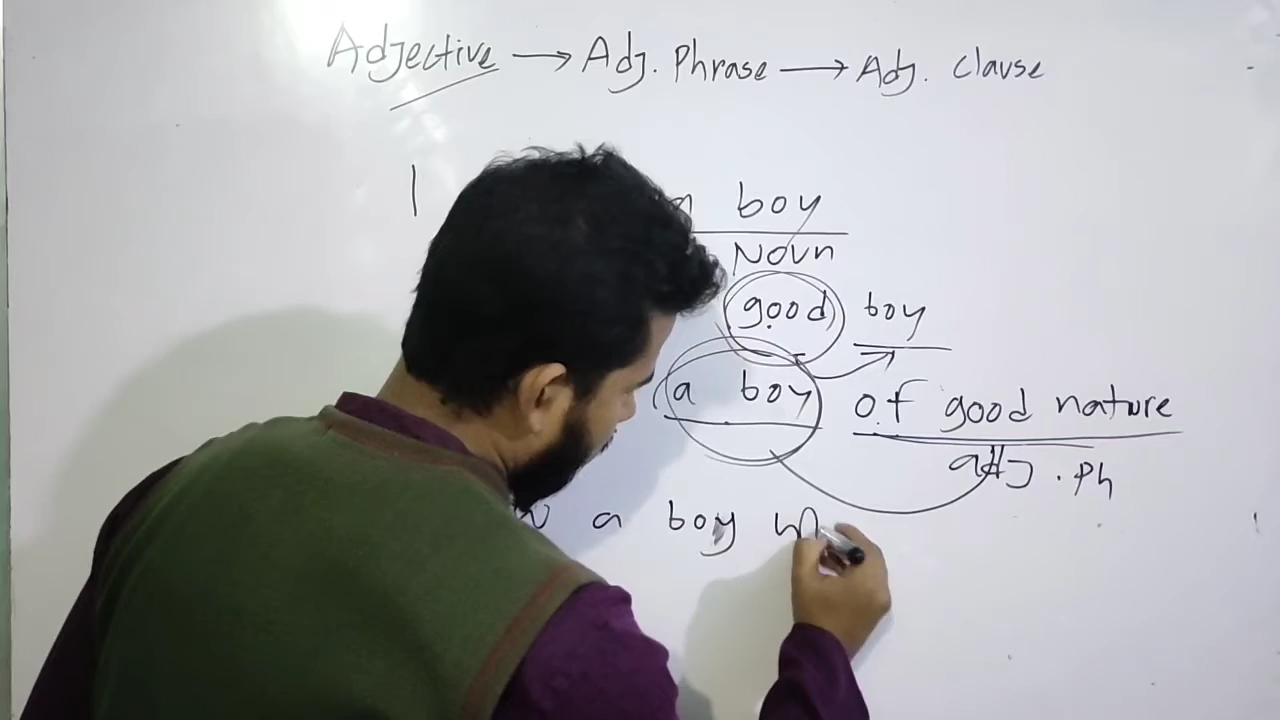 Adjective → Adj. Phrase → Adj. Clause
I a boy
Noun
good boy
a boy of good nature
adj. Ph
a boy